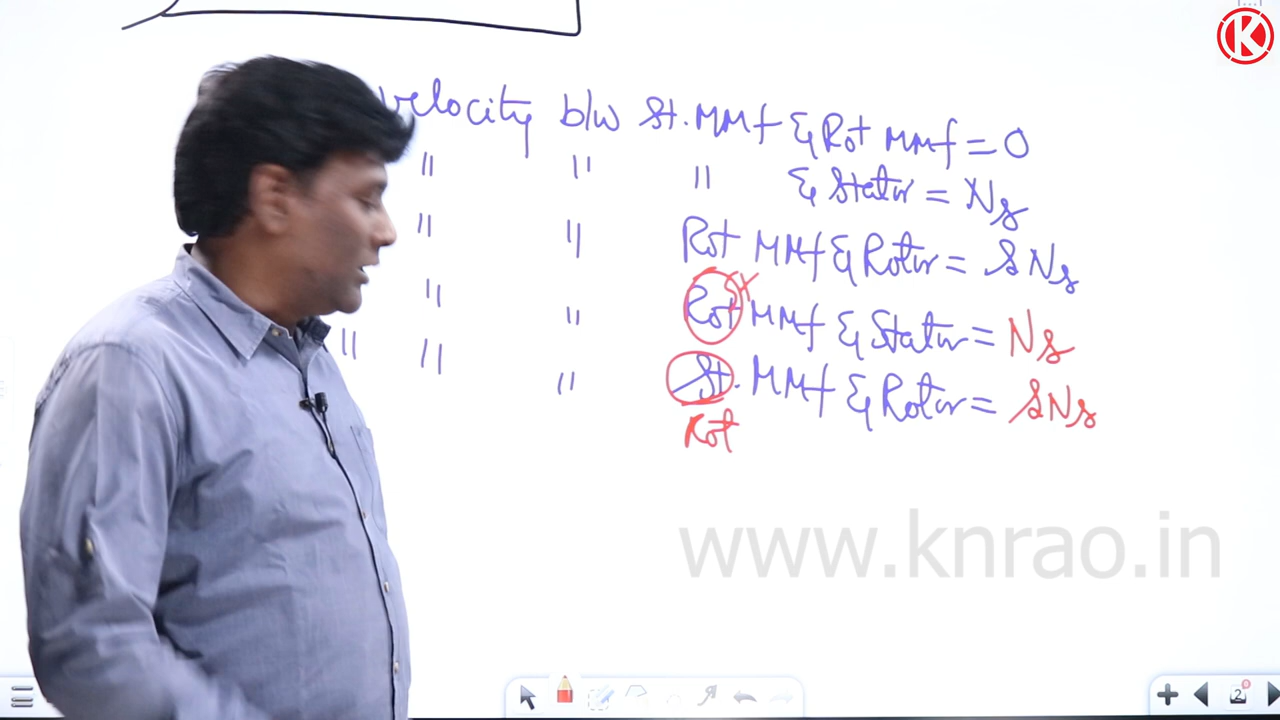 velocity b/w St. MMf & Rot MMf = 0
" " " & Stator = Ns
" " Rot MMf & Rotor = SNs
" " Rot MMf & Stator = Ns
" " " St. MMf & Rotor = SNs
Rot
www.knrao.in
K
2